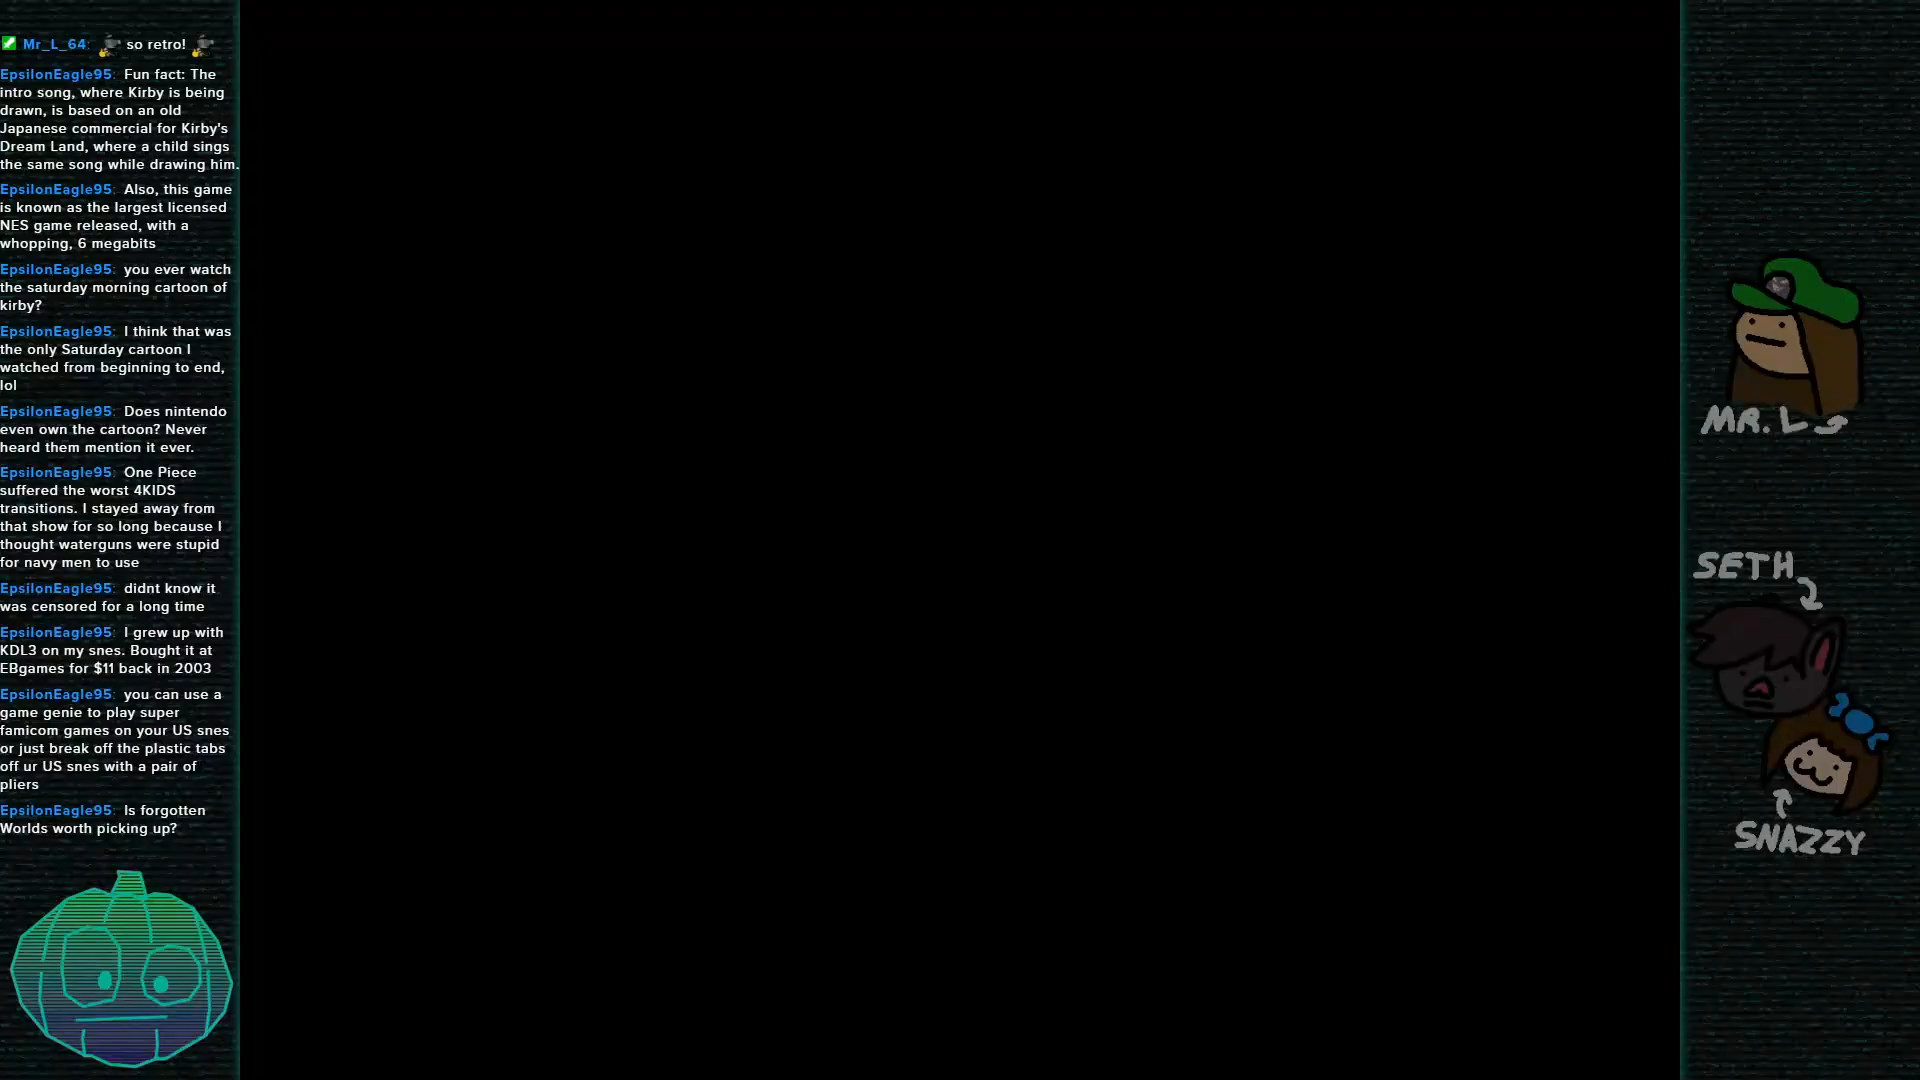 Mr_L_64: so retro!
EpsilonEagle95: Fun fact: The
intro song, where Kirby is being
drawn, is based on an old
Japanese commercial for Kirby's
Dream Land, where a child sings
the same song while drawing him.
EpsilonEagle95: Also, this game
is known as the largest licensed
NES game released, with a
whopping, 6 megabits
EpsilonEagle95: you ever watch
the saturday morning cartoon of
kirby?
EpsilonEagle95: I think that was
the only Saturday cartoon I
watched from beginning to end,
lol
EpsilonEagle95: Does nintendo
even own the cartoon? Never
heard them mention it ever.
EpsilonEagle95: One Piece
suffered the worst 4KIDS
transitions. I stayed away from
that show for so long because I
thought waterguns were stupid
for navy men to use
EpsilonEagle95: didnt know it
was censored for a long time
EpsilonEagle95: I grew up with
KDL3 on my snes. Bought it at
EBgames for $11 back in 2003
EpsilonEagle95: you can use a
game genie to play super
famicom games on your US snes
or just break off the plastic tabs
off ur US snes with a pair of
pliers
EpsilonEagle95: Is forgotten
Worlds worth picking up?
MR. L
SETH
SNAZZY